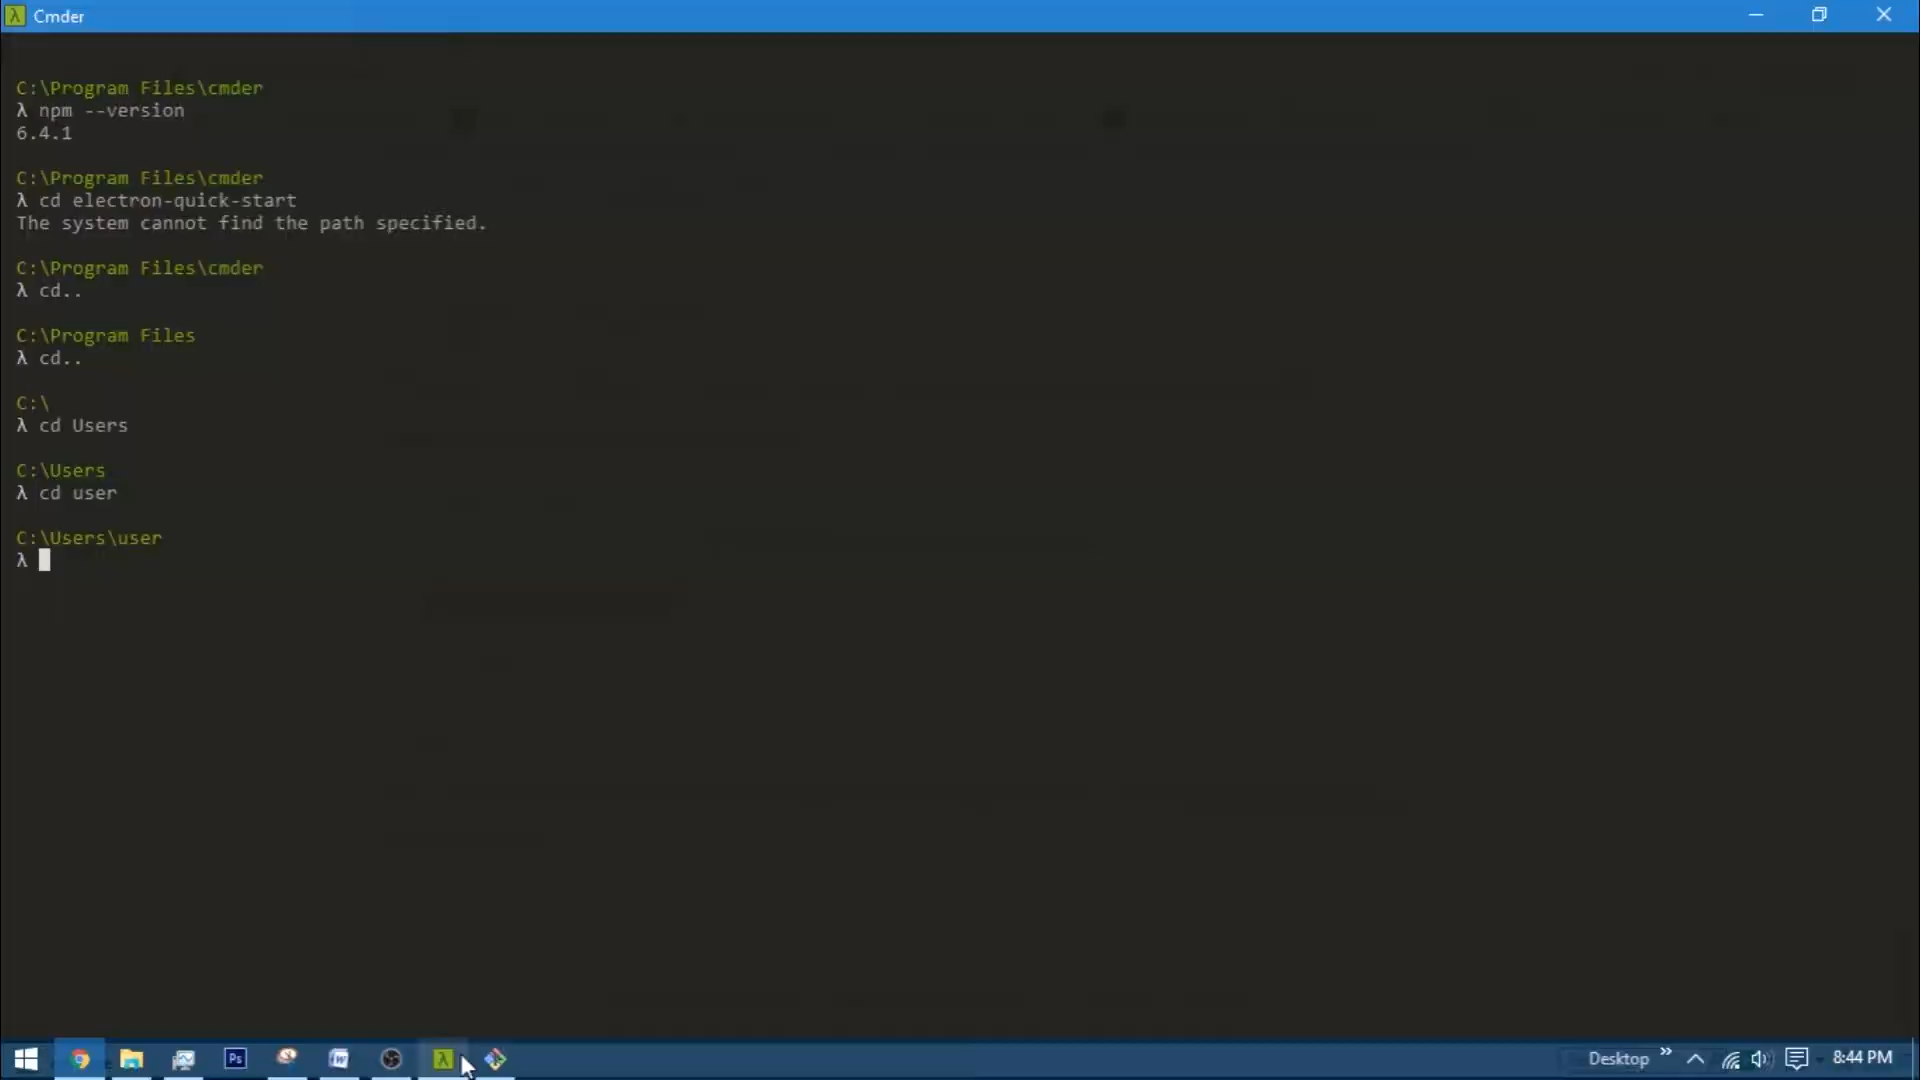 Cmder
C:\Program Files\cmder
λ npm --version
6.4.1
C:\Program Files\cmder
λ cd electron-quick-start
The system cannot find the path specified.
C:\Program Files\cmder
λ cd..
C:\Program Files
λ cd..
C:\
λ cd Users
C:\Users
λ cd user
C:\Users\user
λ
Ps
Desktop
8:44 PM